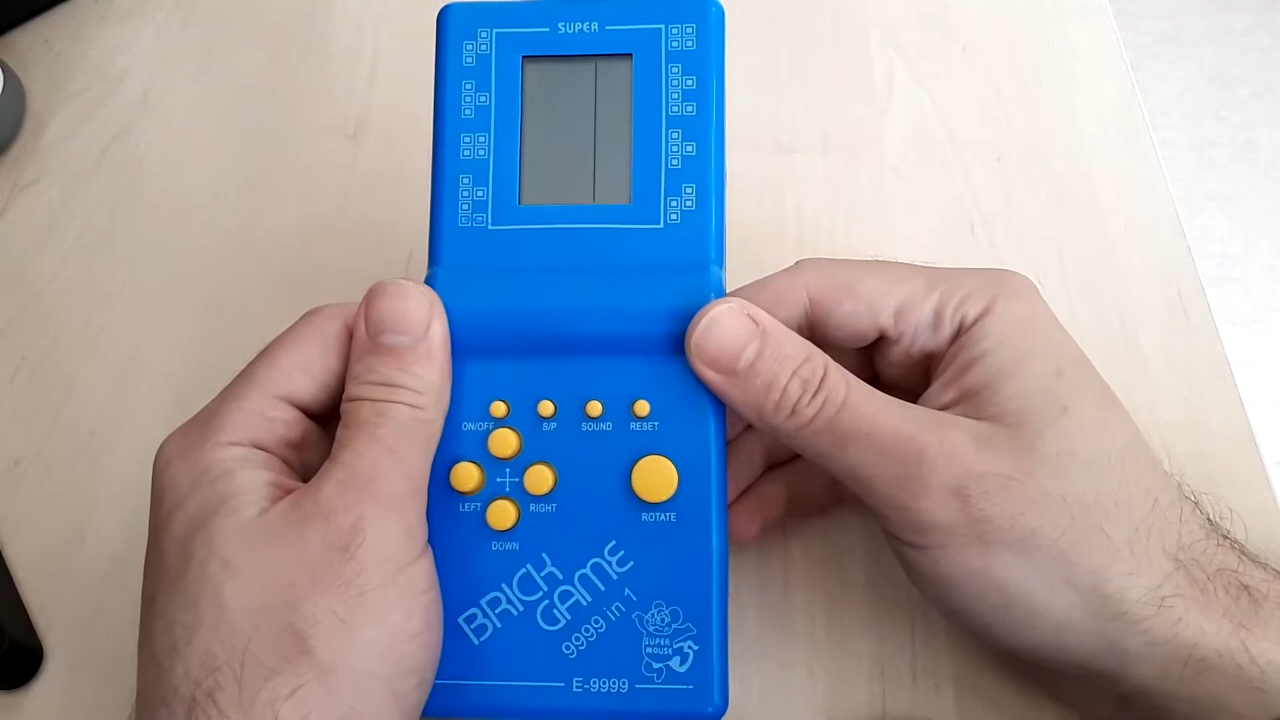 SUPER
ON/OFF S/P SOUND RESET
LEFT RIGHT ROTATE
DOWN
BRICK
GAME
9999 in 1
SUPER
MOUSE
E-9999